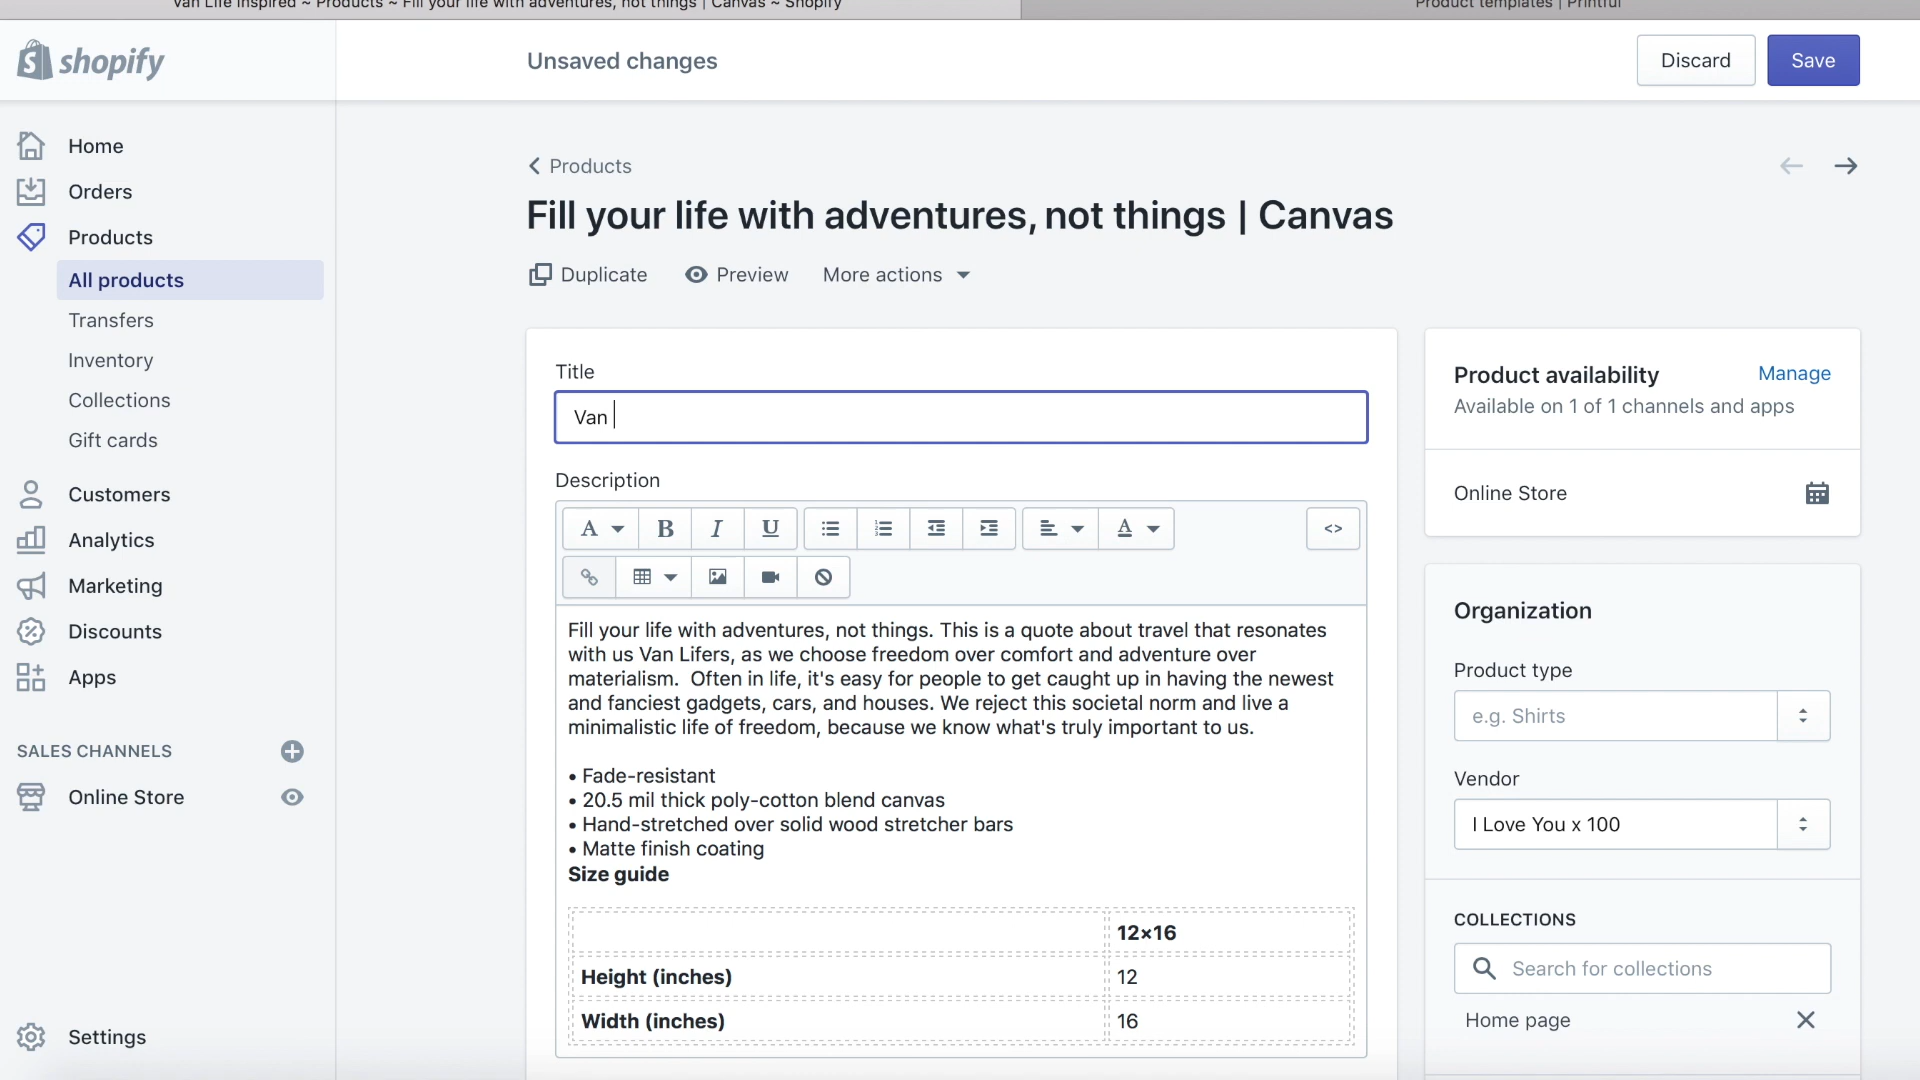 Van Life Inspired ~ Products ~ Fill your life with adventures, not things | Canvas ~ Shopify
Product templates | Printful
shopify
Unsaved changes
Discard
Save
Home
Orders
Products
All products
Transfers
Inventory
Collections
Gift cards
Customers
Analytics
Marketing
Discounts
Apps
SALES CHANNELS
Online Store
Settings
Products
Fill your life with adventures, not things | Canvas
Duplicate
Preview
More actions
Title
Van
Description
A
B
I
U
A
<>
Fill your life with adventures, not things. This is a quote about travel that resonates
with us Van Lifers, as we choose freedom over comfort and adventure over
materialism.  Often in life, it's easy for people to get caught up in having the newest
and fanciest gadgets, cars, and houses. We reject this societal norm and live a
minimalistic life of freedom, because we know what's truly important to us.
• Fade-resistant
• 20.5 mil thick poly-cotton blend canvas
• Hand-stretched over solid wood stretcher bars
• Matte finish coating
Size guide
12×16
Height (inches) 12
Width (inches) 16
Product availability
Manage
Available on 1 of 1 channels and apps
Online Store
Organization
Product type
e.g. Shirts
Vendor
I Love You x 100
COLLECTIONS
Search for collections
Home page